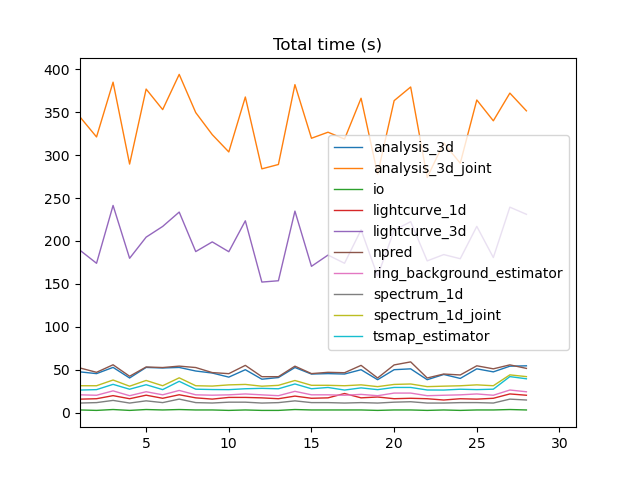 Total time (s)
400
350
300
250
200
150
100
50
0
analysis_3d
analysis_3d_joint
io
lightcurve_1d
lightcurve_3d
npred
ring_background_estimator
spectrum_1d
spectrum_1d_joint
tsmap_estimator
5 10 15 20 25 30